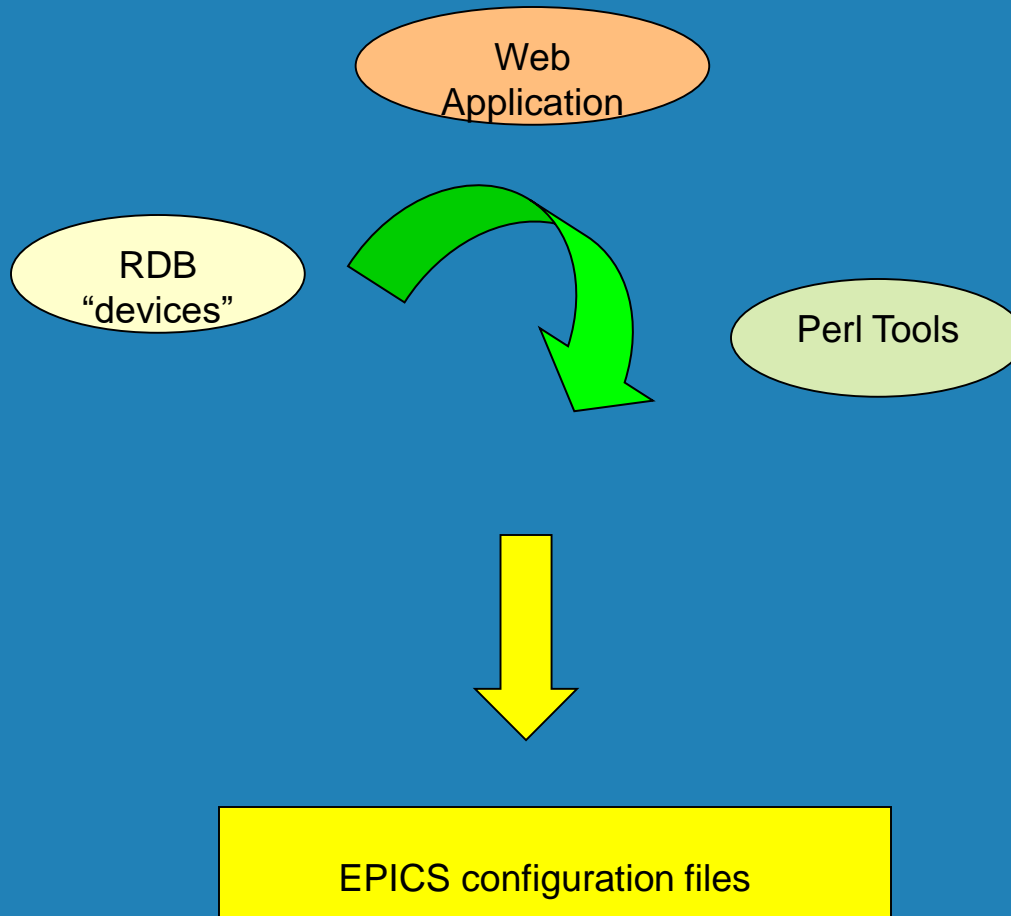 Web
Application
RDB
“devices”
Perl Tools
EPICS configuration files